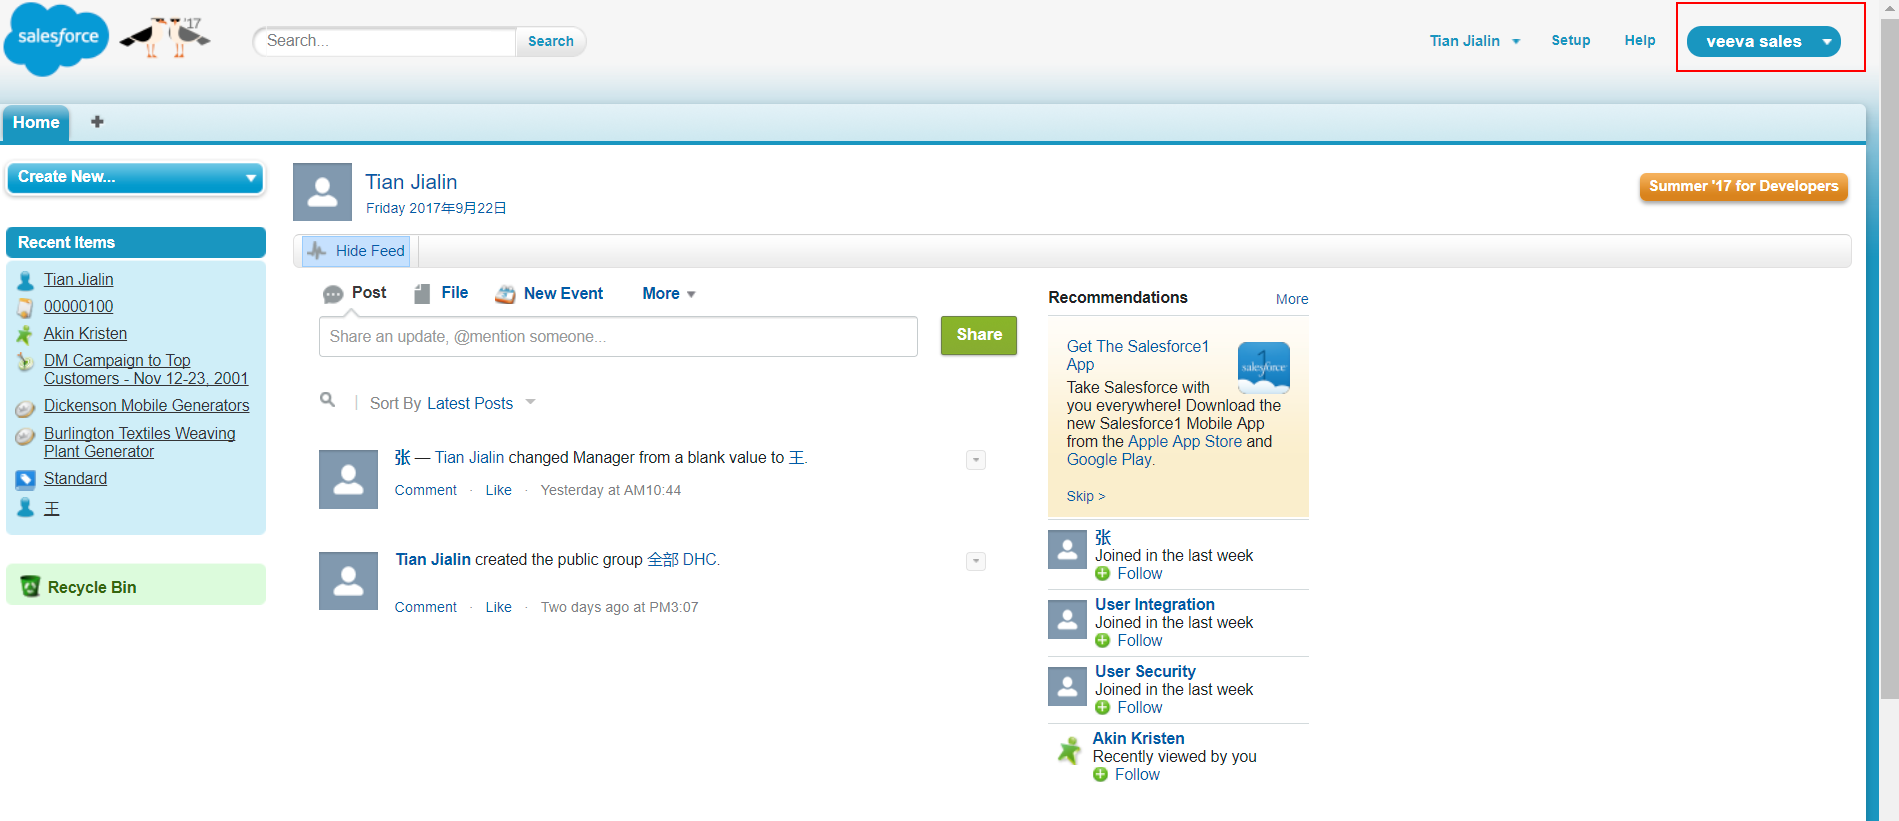 salesforce
'17
Search...
Search
Tian Jialin
Setup
Help
veeva sales
Home
Create New...
Recent Items
Tian Jialin
00000100
Akin Kristen
DM Campaign to Top
Customers - Nov 12-23, 2001
Dickenson Mobile Generators
Burlington Textiles Weaving
Plant Generator
Standard
王
Recycle Bin
Tian Jialin
Friday 2017年9月22日
Summer '17 for Developers
Hide Feed
Post
File
New Event
More
Share an update, @mention someone...
Share
Sort By Latest Posts
张 — Tian Jialin changed Manager from a blank value to 王.
Comment · Like · Yesterday at AM10:44
Tian Jialin created the public group 全部 DHC.
Comment · Like · Two days ago at PM3:07
Recommendations
More
Get The Salesforce1
App
1
salesforce
Take Salesforce with
you everywhere! Download the
new Salesforce1 Mobile App
from the Apple App Store and
Google Play.
Skip >
张
Joined in the last week
Follow
User Integration
Joined in the last week
Follow
User Security
Joined in the last week
Follow
Akin Kristen
Recently viewed by you
Follow